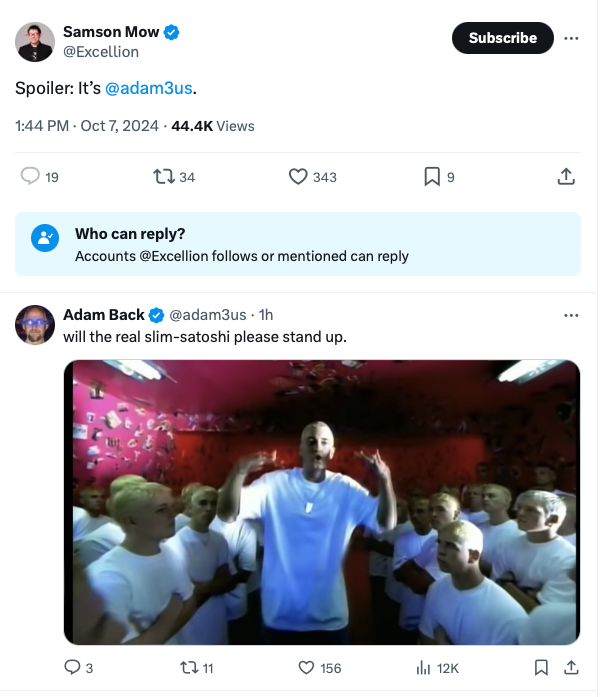 Samson Mow
@Excellion
Subscribe
Spoiler: It’s @adam3us.
1:44 PM · Oct 7, 2024 · 44.4K Views
19 34 343 9
Who can reply?
Accounts @Excellion follows or mentioned can reply
Adam Back @adam3us · 1h
will the real slim-satoshi please stand up.
3 11 156 12K